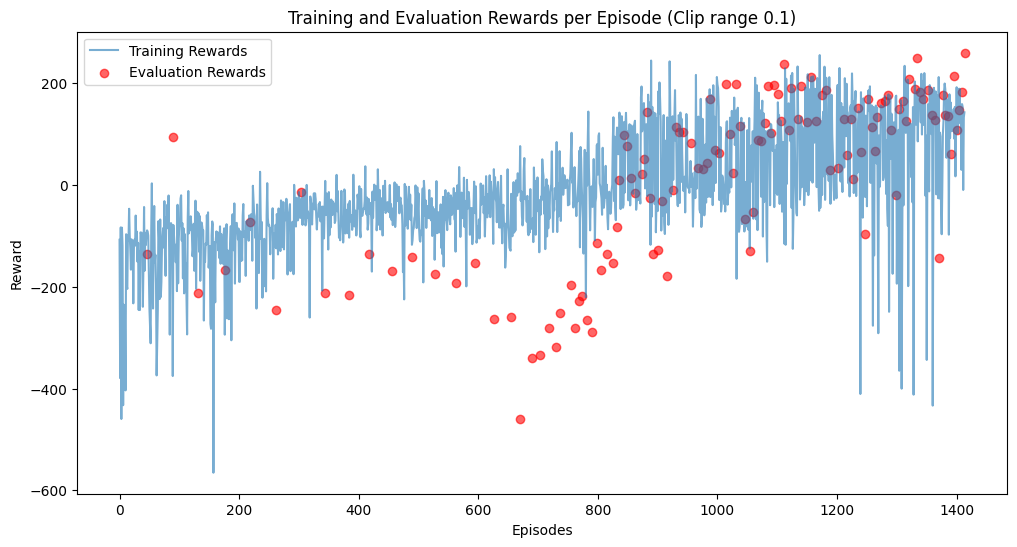 Training and Evaluation Rewards per Episode (Clip range 0.1)
Training Rewards
Evaluation Rewards
Reward
200
0
−200
−400
−600
0 200 400 600 800 1000 1200 1400
Episodes